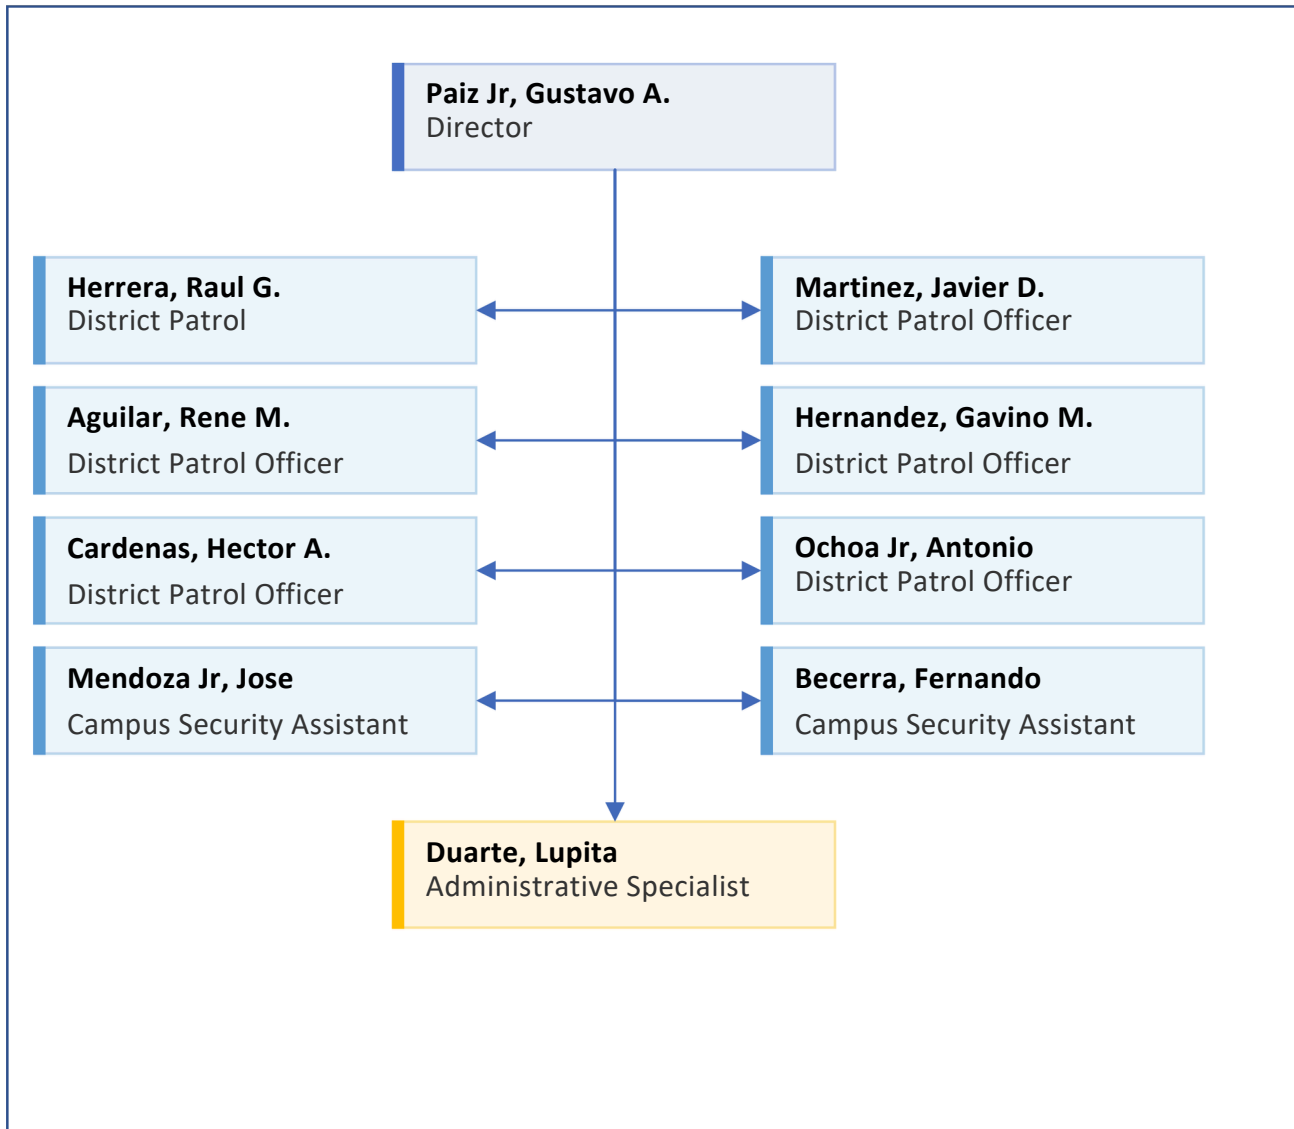 Paiz Jr, Gustavo A.
Director
Herrera, Raul G.
District Patrol
Martinez, Javier D.
District Patrol Officer
Aguilar, Rene M.
District Patrol Officer
Hernandez, Gavino M.
District Patrol Officer
Cardenas, Hector A.
District Patrol Officer
Ochoa Jr, Antonio
District Patrol Officer
Mendoza Jr, Jose
Campus Security Assistant
Becerra, Fernando
Campus Security Assistant
Duarte, Lupita
Administrative Specialist